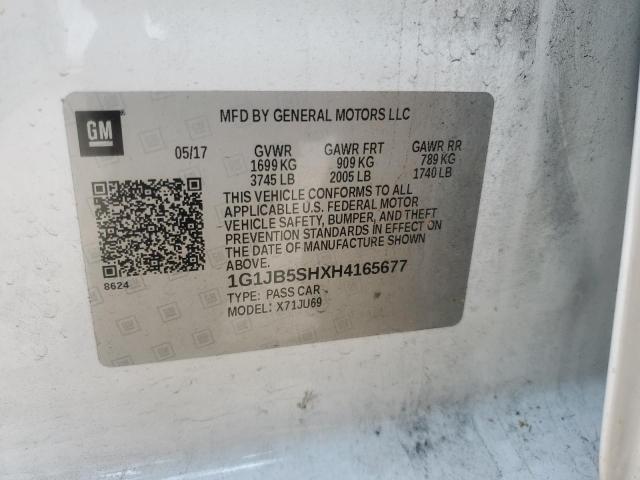 GM
MFD BY GENERAL MOTORS LLC
05/17 GVWR GAWR FRT GAWR RR
1699 KG 909 KG 789 KG
3745 LB 2005 LB 1740 LB
THIS VEHICLE CONFORMS TO ALL
APPLICABLE U.S. FEDERAL MOTOR
VEHICLE SAFETY, BUMPER, AND THEFT
PREVENTION STANDARDS IN EFFECT ON
THE DATE OF MANUFACTURE SHOWN
ABOVE.
8624
1G1JB5SHXH4165677
TYPE: PASS CAR
MODEL: X71JU69